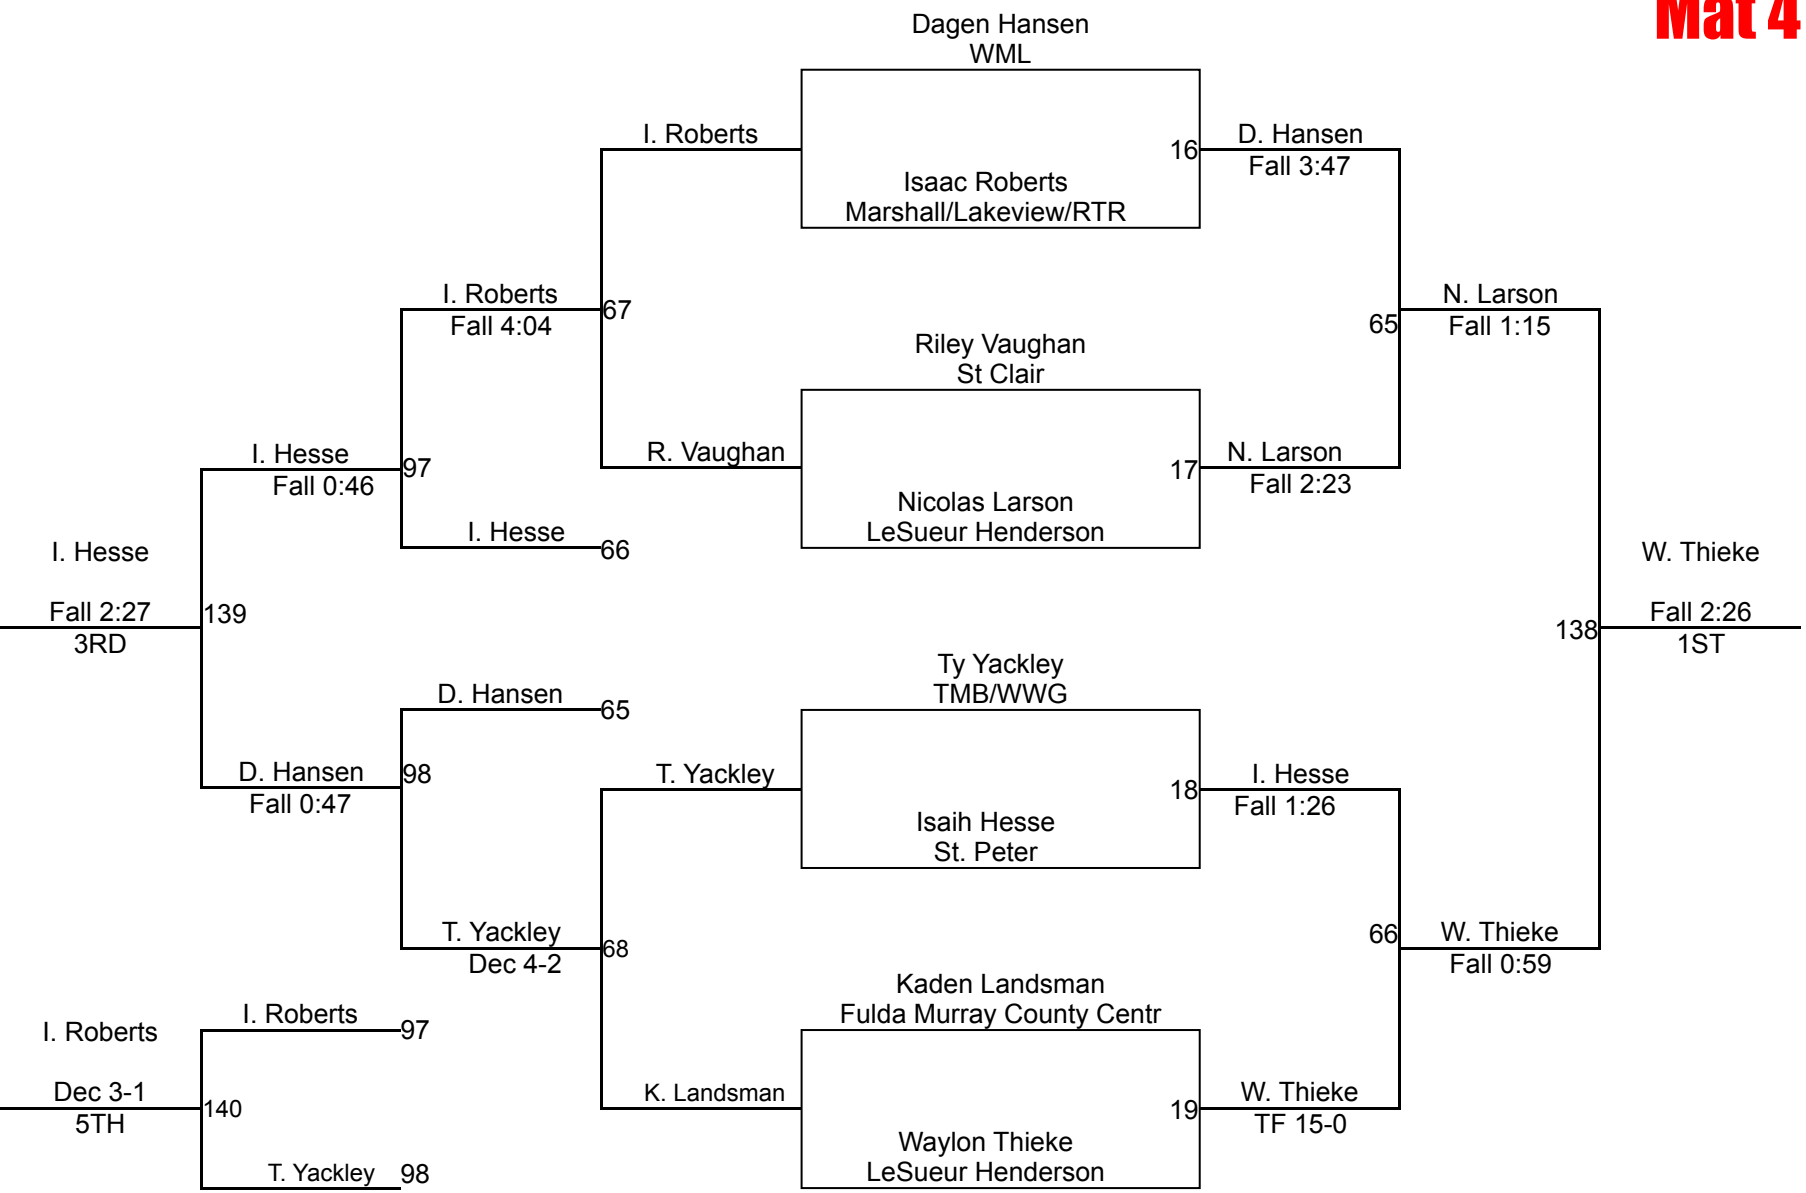 Mat 4
Dagen Hansen
WML
I. Roberts
16
D. Hansen
Fall 3:47
Isaac Roberts
Marshall/Lakeview/RTR
I. Roberts
Fall 4:04
67
65
N. Larson
Fall 1:15
Riley Vaughan
St Clair
I. Hesse
Fall 0:46
97
R. Vaughan
17
N. Larson
Fall 2:23
Nicolas Larson
LeSueur Henderson
I. Hesse
66
I. Hesse
Fall 2:27
3RD
139
138
W. Thieke
Fall 2:26
1ST
Ty Yackley
TMB/WWG
D. Hansen
65
D. Hansen
Fall 0:47
98
T. Yackley
18
I. Hesse
Fall 1:26
Isaih Hesse
St. Peter
T. Yackley
Dec 4-2
68
66
W. Thieke
Fall 0:59
Kaden Landsman
Fulda Murray County Centr
I. Roberts
97
I. Roberts
Dec 3-1
5TH
140
K. Landsman
19
W. Thieke
TF 15-0
Waylon Thieke
LeSueur Henderson
T. Yackley
98